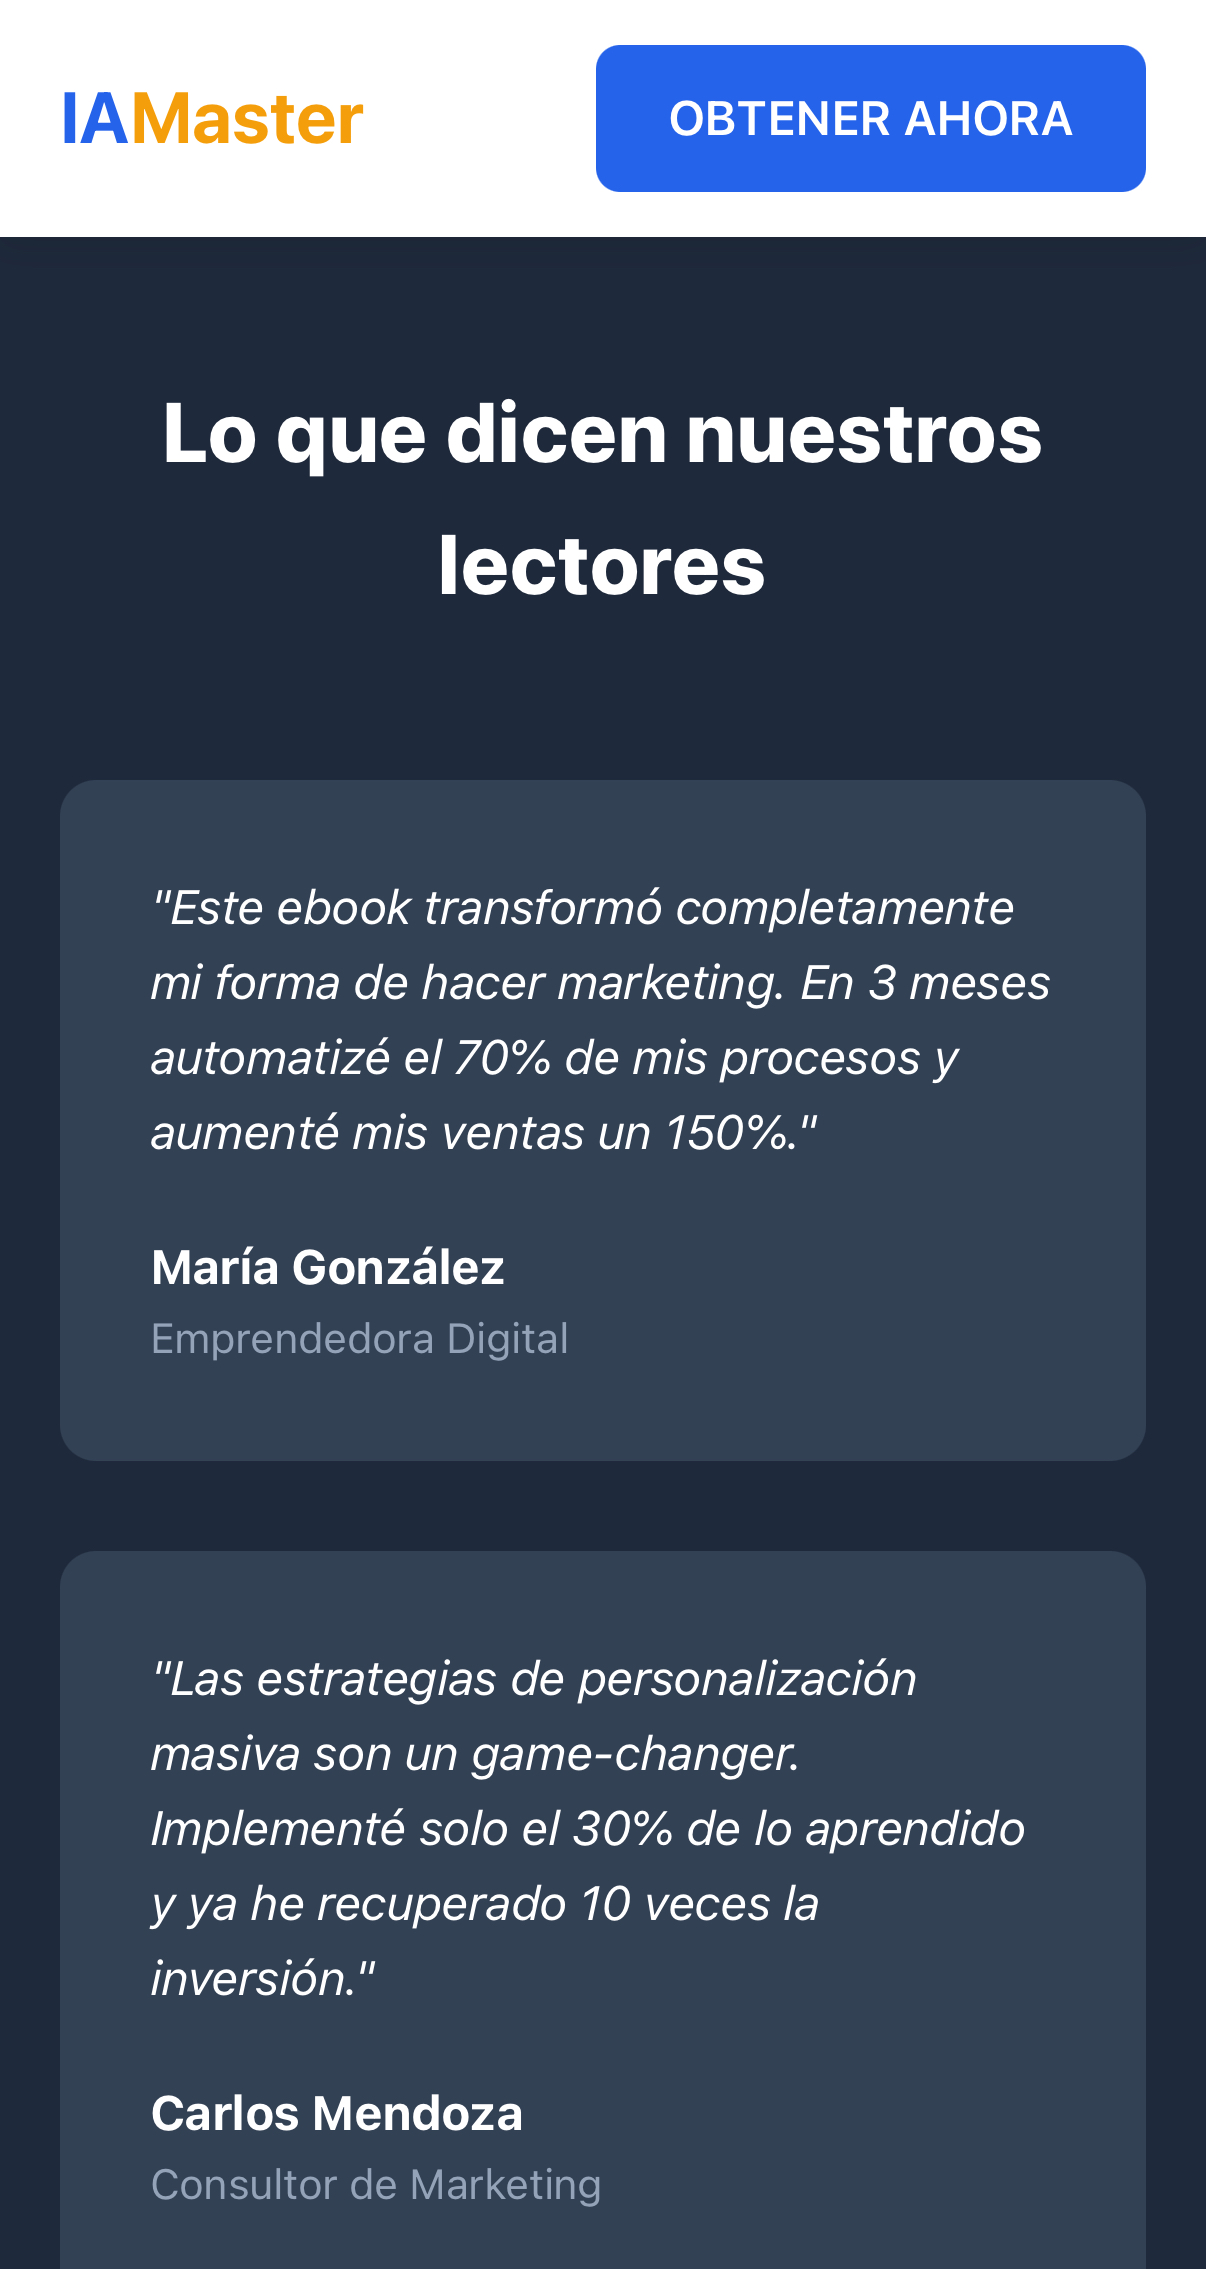 IAMaster
OBTENER AHORA
Lo que dicen nuestros
lectores
"Este ebook transformó completamente
mi forma de hacer marketing. En 3 meses
automatizé el 70% de mis procesos y
aumenté mis ventas un 150%."
María González
Emprendedora Digital
"Las estrategias de personalización
masiva son un game-changer.
Implementé solo el 30% de lo aprendido
y ya he recuperado 10 veces la
inversión."
Carlos Mendoza
Consultor de Marketing